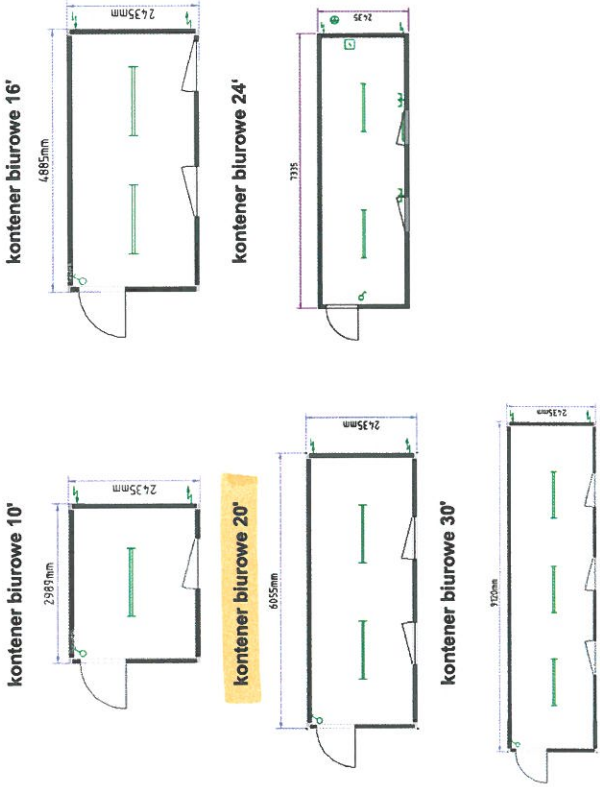 kontener biurowe 10'
2989mm
2435mm
kontener biurowe 16'
4885mm
2435mm
kontener biurowe 20'
6055mm
2435mm
kontener biurowe 24'
7335
2435
kontener biurowe 30'
9120mm
2435mm